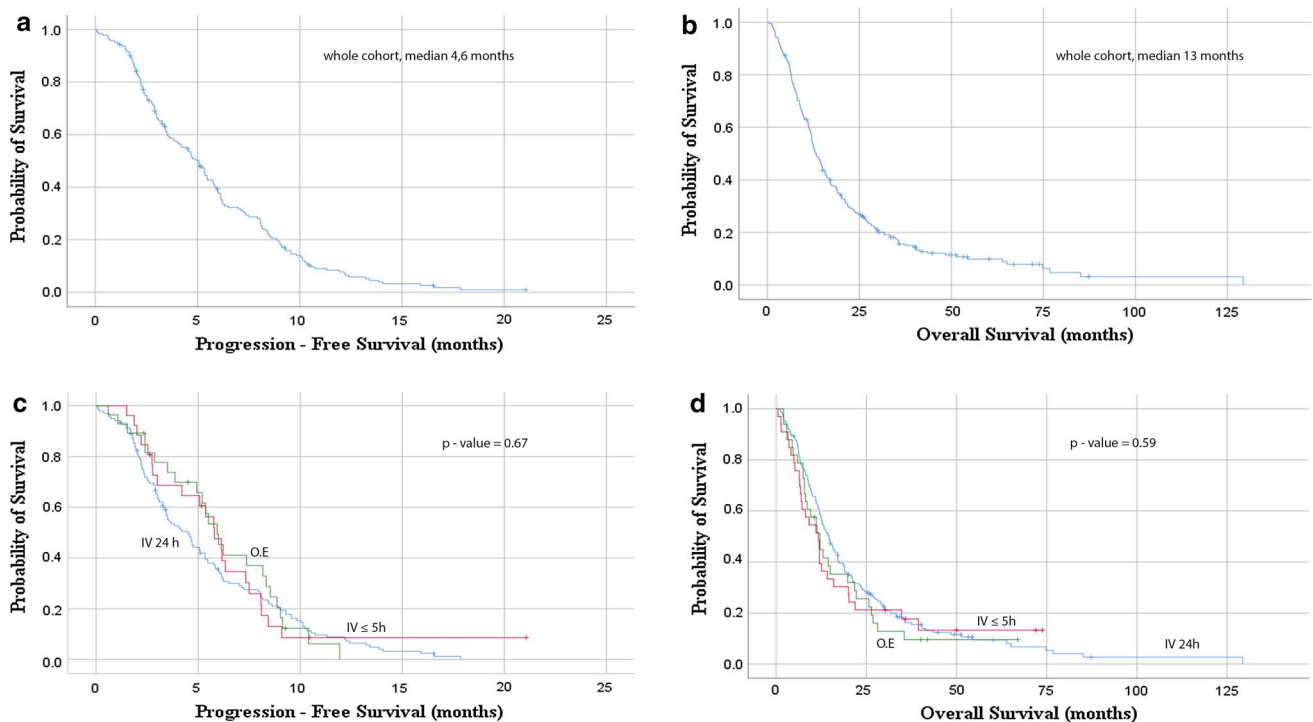 a
1.0
0.8
0.6
0.4
0.2
0.0
Probability of Survival
whole cohort, median 4,6 months
0 5 10 15 20 25
Progression - Free Survival (months)
b
1.0
0.8
0.6
0.4
0.2
0.0
Probability of Survival
whole cohort, median 13 months
0 25 50 75 100 125
Overall Survival (months)
c
1.0
0.8
0.6
0.4
0.2
0.0
Probability of Survival
p - value = 0.67
IV 24 h
O.E
IV ≤ 5h
0 5 10 15 20 25
Progression - Free Survival (months)
d
1.0
0.8
0.6
0.4
0.2
0.0
Probability of Survival
p - value = 0.59
IV ≤ 5h
O.E
IV 24h
0 25 50 75 100 125
Overall Survival (months)